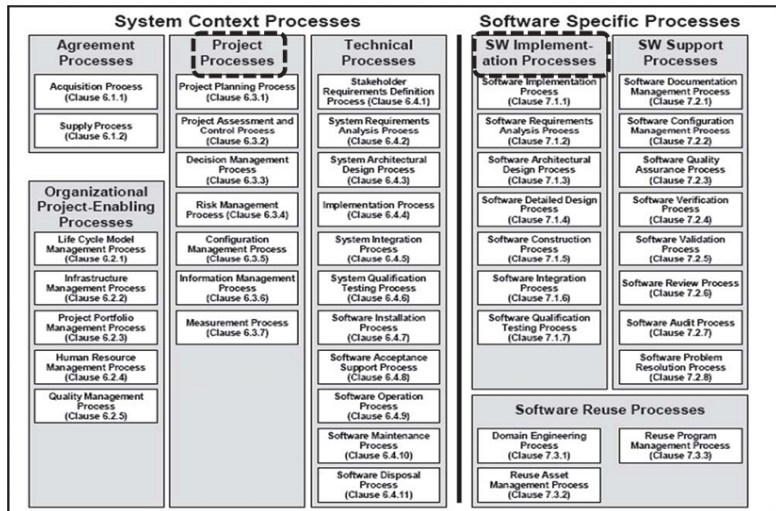 System Context Processes
Agreement
Processes
Acquisition Process
(Clause 6.1.1)
Supply Process
(Clause 6.1.2)
Organizational
Project-Enabling
Processes
Life Cycle Model
Management Process
(Clause 6.2.1)
Infrastructure
Management Process
(Clause 6.2.2)
Project Portfolio
Management Process
(Clause 6.2.3)
Human Resource
Management Process
(Clause 6.2.4)
Quality Management
Process
(Clause 6.2.5)
Project
Processes
Project Planning Process
(Clause 6.3.1)
Project Assessment and
Control Process
(Clause 6.3.2)
Decision Management
Process
(Clause 6.3.3)
Risk Management
Process (Clause 6.3.4)
Configuration
Management Process
(Clause 6.3.5)
Information Management
Process
(Clause 6.3.6)
Measurement Process
(Clause 6.3.7)
Technical
Processes
Stakeholder
Requirements Definition
Process (Clause 6.4.1)
System Requirements
Analysis Process
(Clause 6.4.2)
System Architectural
Design Process
(Clause 6.4.3)
Implementation Process
(Clause 6.4.4)
System Integration
Process
(Clause 6.4.5)
System Qualification
Testing Process
(Clause 6.4.6)
Software Installation
Process
(Clause 6.4.7)
Software Acceptance
Support Process
(Clause 6.4.8)
Software Operation
Process
(Clause 6.4.9)
Software Maintenance
Process
(Clause 6.4.10)
Software Disposal
Process
(Clause 6.4.11)
Software Specific Processes
SW Implement-
ation Processes
Software Implementation
Process
(Clause 7.1.1)
Software Requirements
Analysis Process
(Clause 7.1.2)
Software Architectural
Design Process
(Clause 7.1.3)
Software Detailed Design
Process
(Clause 7.1.4)
Software Construction
Process
(Clause 7.1.5)
Software Integration
Process
(Clause 7.1.6)
Software Qualification
Testing Process
(Clause 7.1.7)
SW Support
Processes
Software Documentation
Management Process
(Clause 7.2.1)
Software Configuration
Management Process
(Clause 7.2.2)
Software Quality
Assurance Process
(Clause 7.2.3)
Software Verification
Process
(Clause 7.2.4)
Software Validation
Process
(Clause 7.2.5)
Software Review Process
(Clause 7.2.6)
Software Audit Process
(Clause 7.2.7)
Software Problem
Resolution Process
(Clause 7.2.8)
Software Reuse Processes
Domain Engineering
Process
(Clause 7.3.1)
Reuse Program
Management Process
(Clause 7.3.3)
Reuse Asset
Management Process
(Clause 7.3.2)